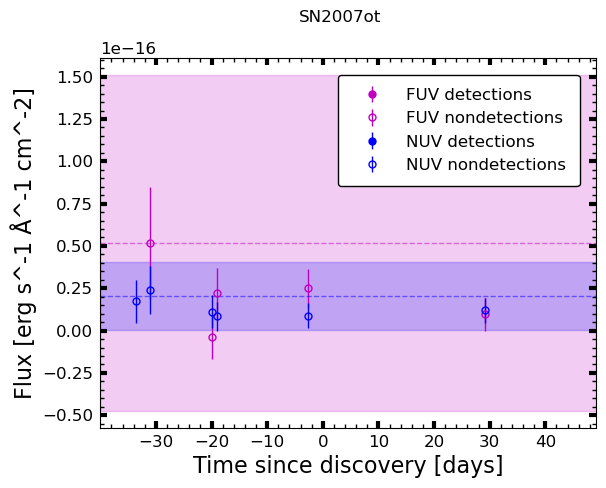 SN2007ot
1e−16
1.50
1.25
1.00
0.75
0.50
0.25
0.00
−0.25
−0.50
Flux [erg s^-1 Å^-1 cm^-2]
FUV detections
FUV nondetections
NUV detections
NUV nondetections
−30 −20 −10 0 10 20 30 40
Time since discovery [days]